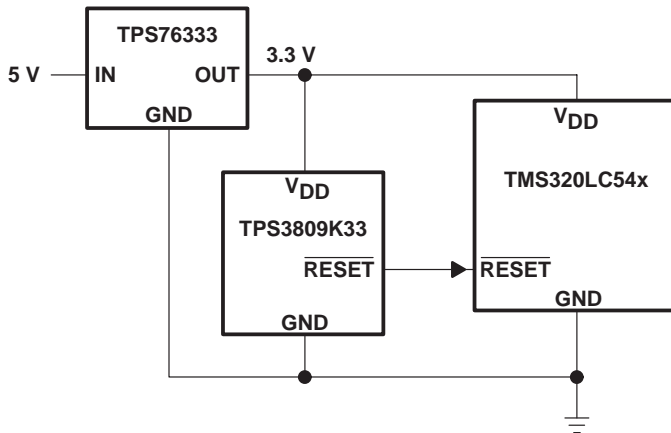 TPS76333
3.3 V
5 V
IN
OUT
GND
VDD
VDD
TMS320LC54x
TPS3809K33
RESET
RESET
GND
GND